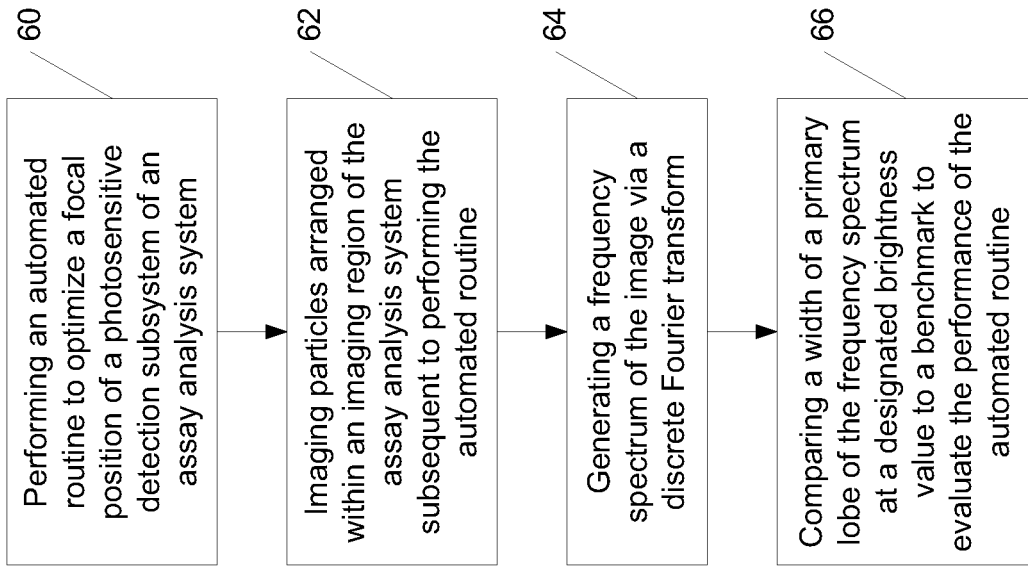 Performing an automated
routine to optimize a focal
position of a photosensitive
detection subsystem of an
assay analysis system
60
Imaging particles arranged
within an imaging region of the
assay analysis system
subsequent to performing the
automated routine
62
Generating a frequency
spectrum of the image via a
discrete Fourier transform
64
Comparing a width of a primary
lobe of the frequency spectrum
at a designated brightness
value to a benchmark to
evaluate the performance of the
automated routine
66